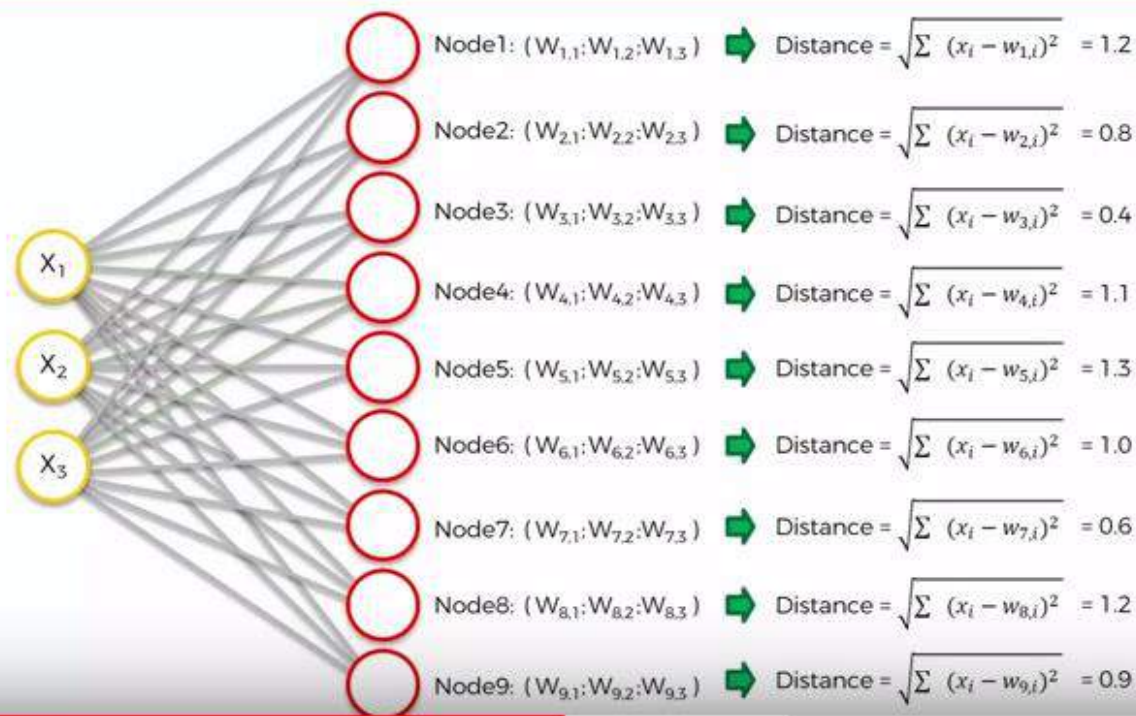 Node1: (W1,1;W1,2;W1,3) Distance = √∑ (xi − w1,i)² = 1.2
Node2: (W2,1;W2,2;W2,3) Distance = √∑ (xi − w2,i)² = 0.8
Node3: (W3,1;W3,2;W3,3) Distance = √∑ (xi − w3,i)² = 0.4
X1
Node4: (W4,1;W4,2;W4,3) Distance = √∑ (xi − w4,i)² = 1.1
X2
Node5: (W5,1;W5,2;W5,3) Distance = √∑ (xi − w5,i)² = 1.3
Node6: (W6,1;W6,2;W6,3) Distance = √∑ (xi − w6,i)² = 1.0
X3
Node7: (W7,1;W7,2;W7,3) Distance = √∑ (xi − w7,i)² = 0.6
Node8: (W8,1;W8,2;W8,3) Distance = √∑ (xi − w8,i)² = 1.2
Node9: (W9,1;W9,2;W9,3) Distance = √∑ (xi − w9,i)² = 0.9